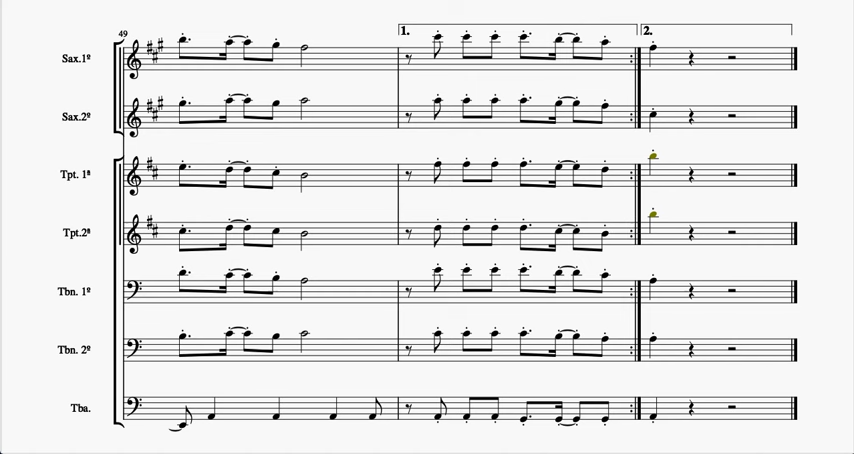 49
1.
2.
Sax.1º
Sax.2º
Tpt. 1ª
Tpt.2ª
Tbn. 1º
Tbn. 2º
Tba.